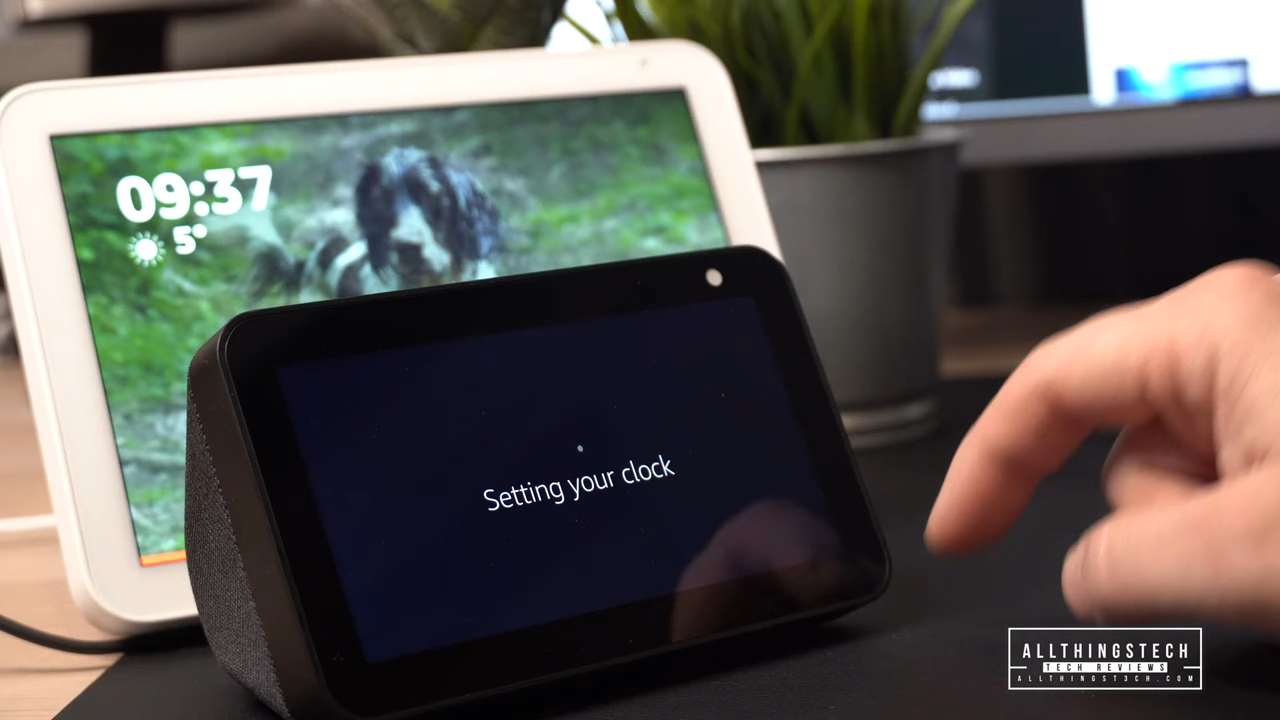 09:37
5°
Setting your clock
ALLTHINGSTECH
TECH REVIEWS
ALLTHINGST3CH.COM